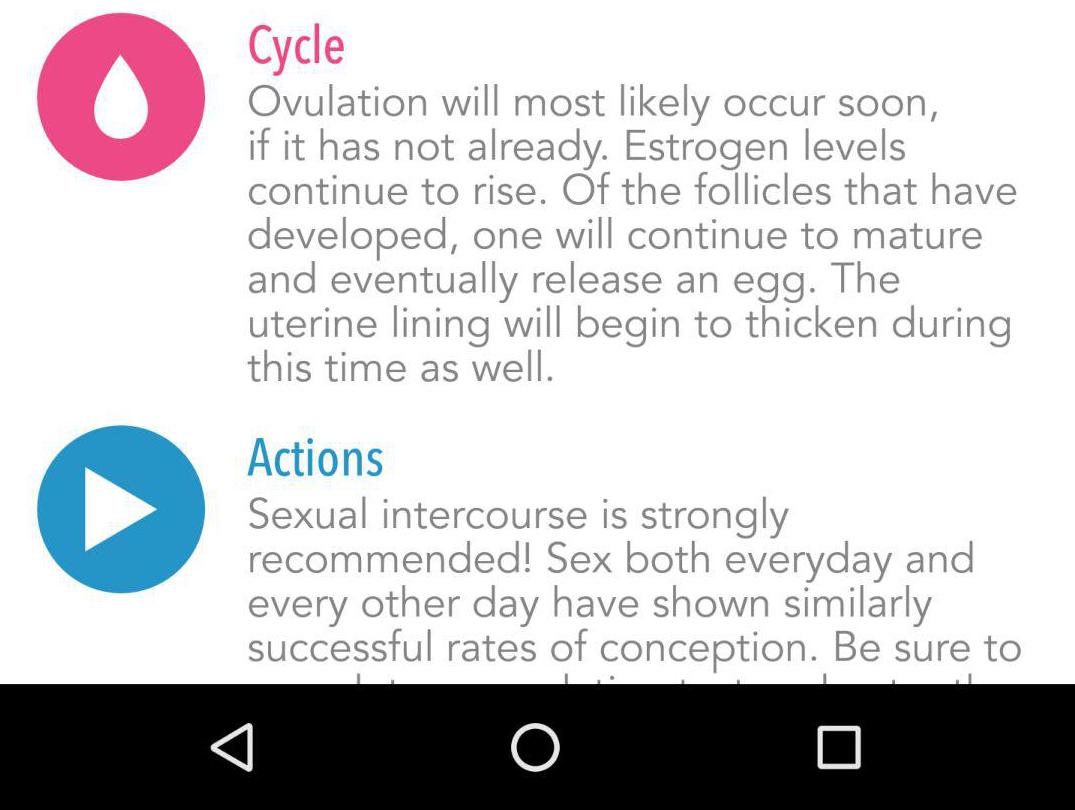 Cycle
Ovulation will most likely occur soon,
if it has not already. Estrogen levels
continue to rise. Of the follicles that have
developed, one will continue to mature
and eventually release an egg. The
uterine lining will begin to thicken during
this time as well.
Actions
Sexual intercourse is strongly
recommended! Sex both everyday and
every other day have shown similarly
successful rates of conception. Be sure to